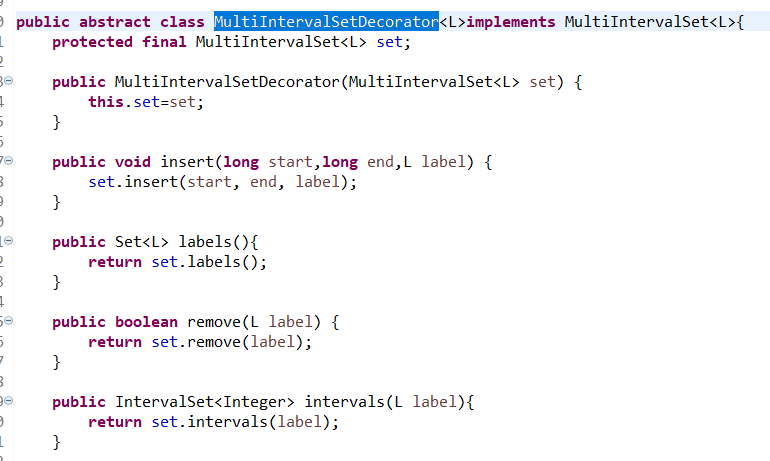 public abstract class MultiIntervalSetDecorator<L>implements MultiIntervalSet<L>{
    protected final MultiIntervalSet<L> set;
    public MultiIntervalSetDecorator(MultiIntervalSet<L> set) {
        this.set=set;
    }
    public void insert(long start,long end,L label) {
        set.insert(start, end, label);
    }
    public Set<L> labels(){
        return set.labels();
    }
    public boolean remove(L label) {
        return set.remove(label);
    }
    public IntervalSet<Integer> intervals(L label){
        return set.intervals(label);
    }